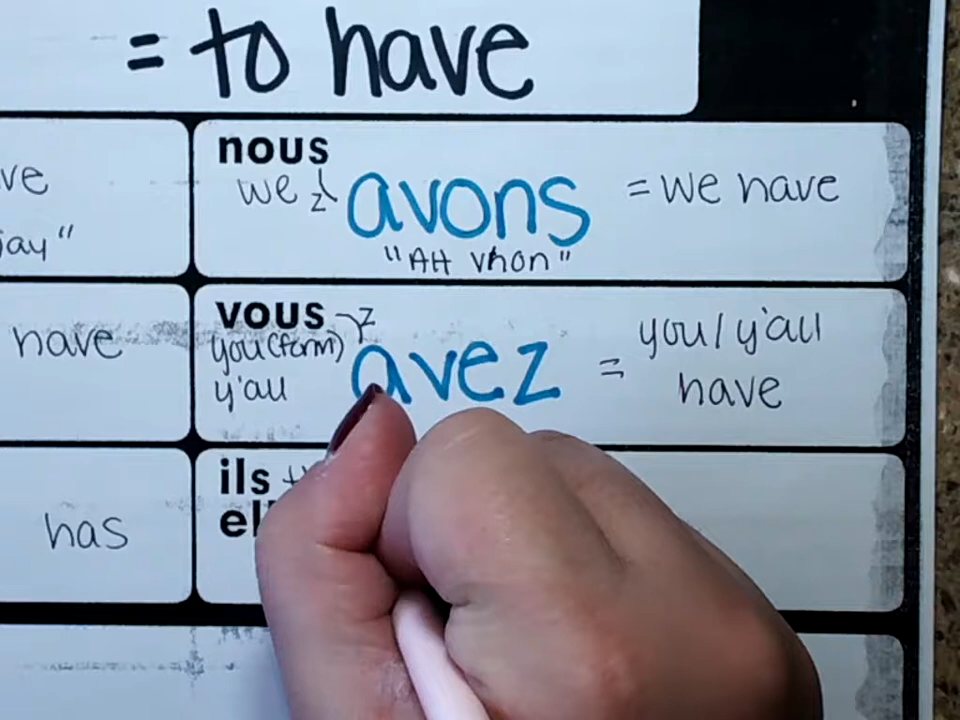 = to have
nous
we z avons = we have
"AH vhon"
have
vous z
you (form) avez = you/y'all
y'all have
ils
has